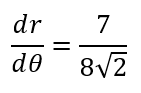 dr/dθ = 7/(8√2)